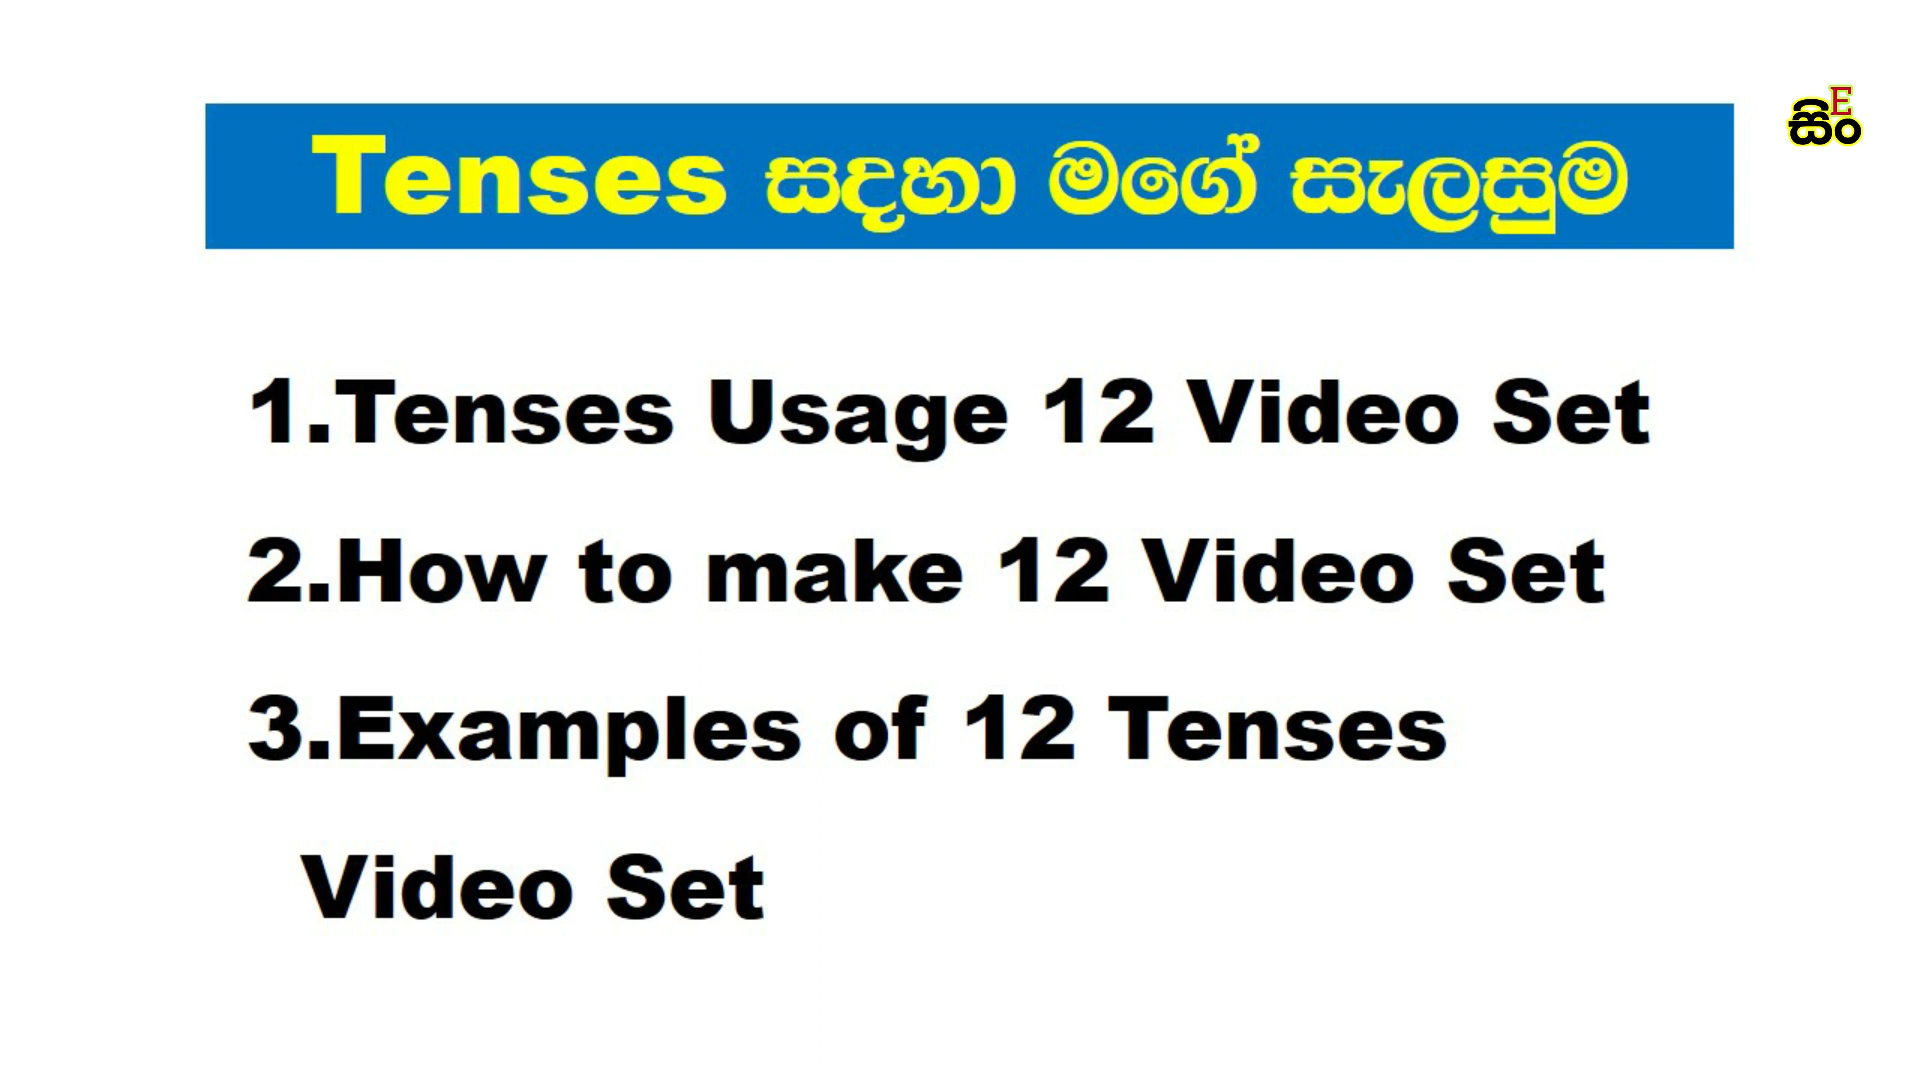 Tenses සදහා මගේ සැලසුම
E
සිං
1.Tenses Usage 12 Video Set
2.How to make 12 Video Set
3.Examples of 12 Tenses
Video Set